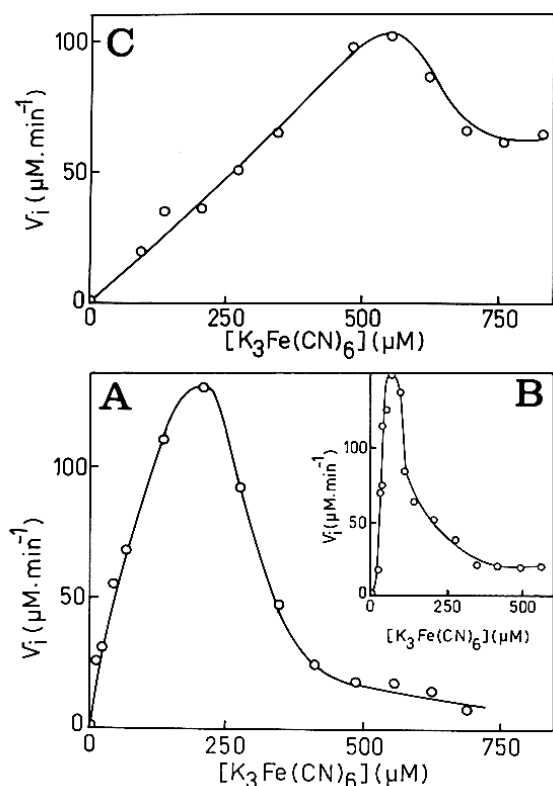 C
100
50
0
Vi (μM.min-1)
0 250 500 750
[K3Fe(CN)6] (μM)
A
100
50
0
Vi (μM.min-1)
0 250 500 750
[K3Fe(CN)6] (μM)
B
100
50
0
Vi (μM.min-1)
0 250 500
[K3Fe(CN)6] (μM)